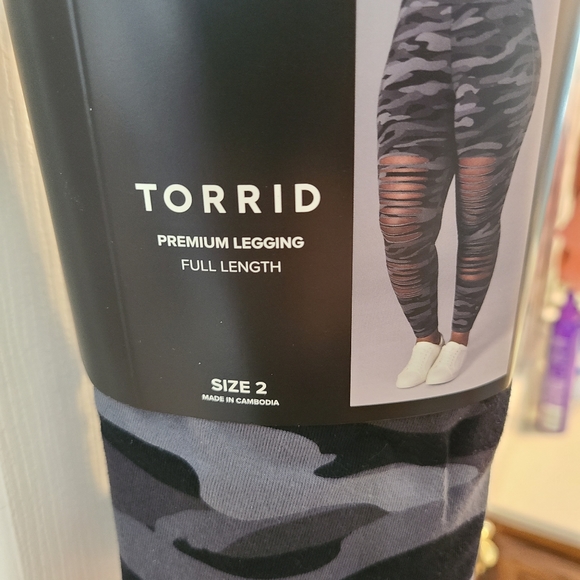 TORRID
PREMIUM LEGGING
FULL LENGTH
SIZE 2
MADE IN CAMBODIA